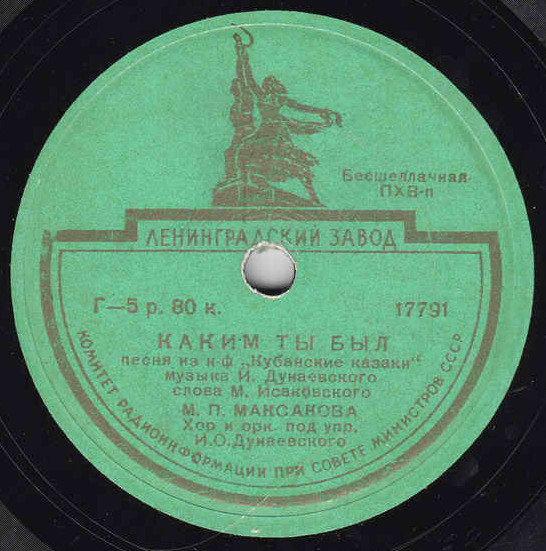 Бесшеллачная
ПХВ-п
ЛЕНИНГРАДСКИЙ ЗАВОД
Г—5 р. 80 к.
17791
КАКИМ ТЫ БЫЛ
песня из к-ф „Кубанские казаки"
музыка И. Дунаевского
слова М. Исаковского
М. П. МАКСАКОВА
Хор и орк. под упр.
И.О.Дунаевского
КОМИТЕТ РАДИОИНФОРМАЦИИ ПРИ СОВЕТЕ МИНИСТРОВ СССР